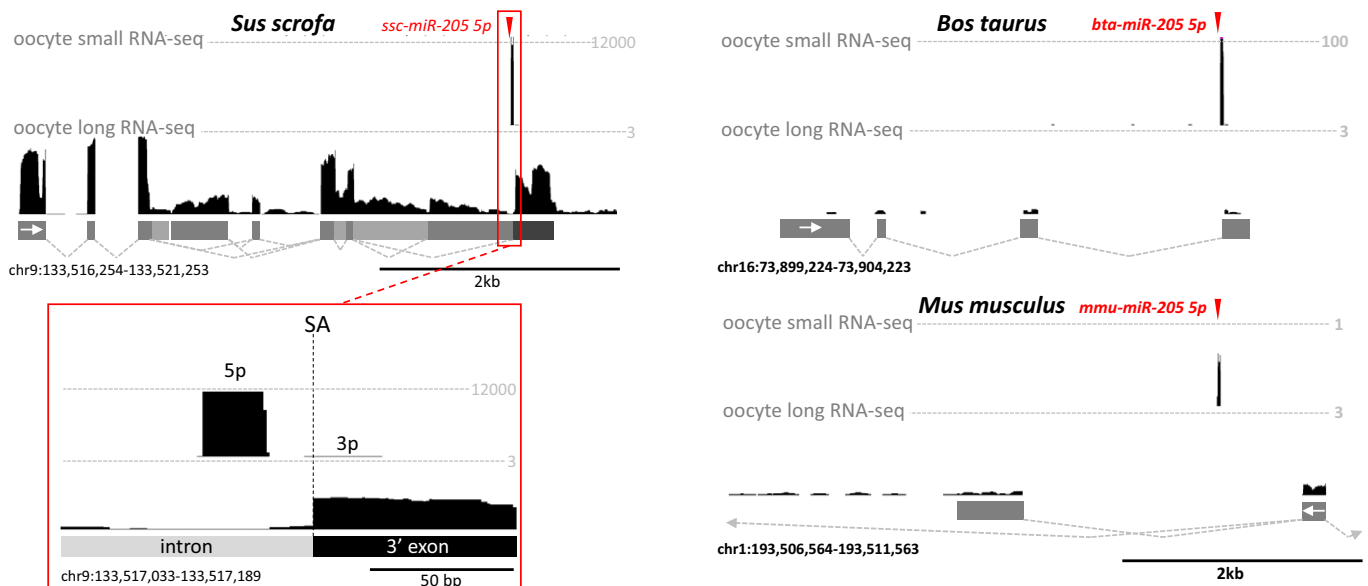 Sus scrofa
ssc-miR-205 5p
oocyte small RNA-seq
12000
oocyte long RNA-seq
3
chr9:133,516,254-133,521,253
2kb
SA
5p
12000
3p
3
intron
3' exon
chr9:133,517,033-133,517,189
50 bp
Bos taurus
bta-miR-205 5p
oocyte small RNA-seq
100
oocyte long RNA-seq
3
chr16:73,899,224-73,904,223
Mus musculus
mmu-miR-205 5p
oocyte small RNA-seq
1
oocyte long RNA-seq
3
chr1:193,506,564-193,511,563
2kb